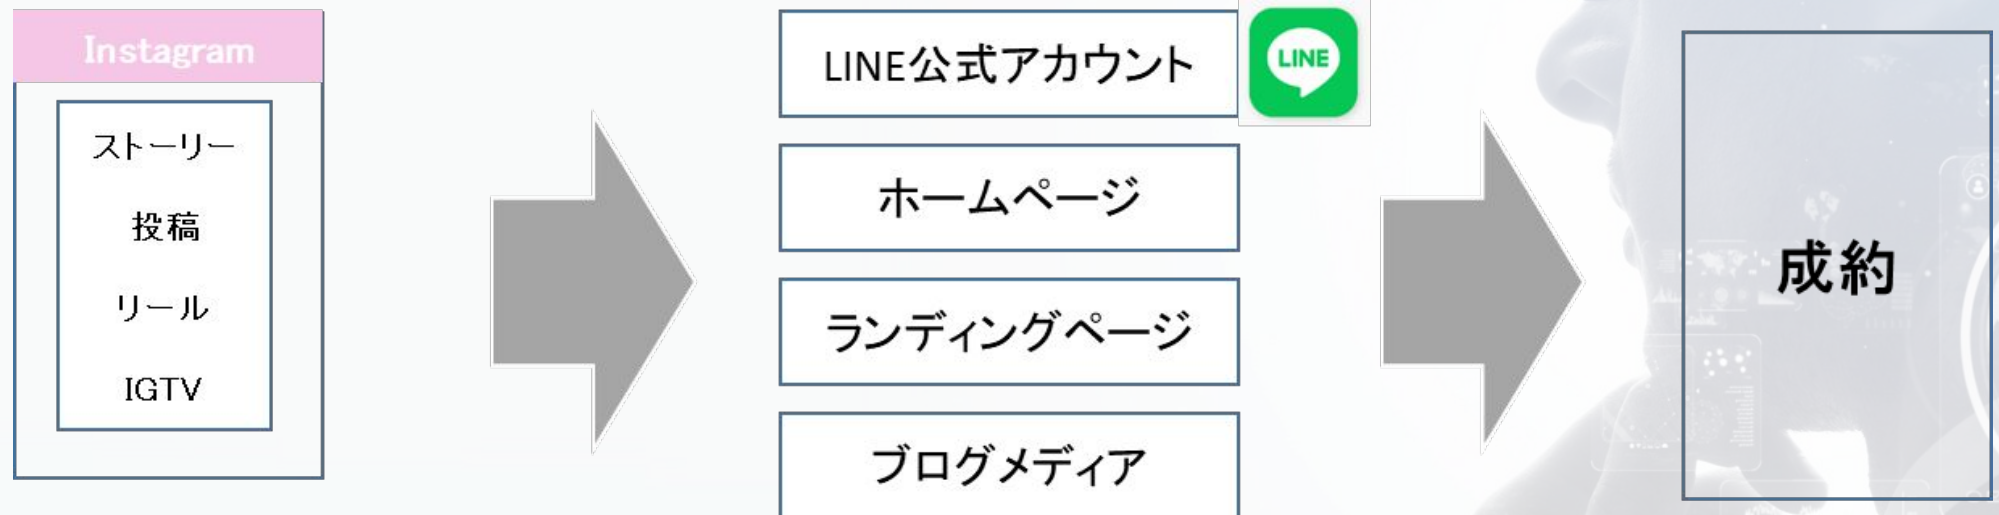 Instagram
ストーリー
投稿
リール
IGTV
LINE公式アカウント
LINE
ホームページ
ランディングページ
ブログメディア
成約